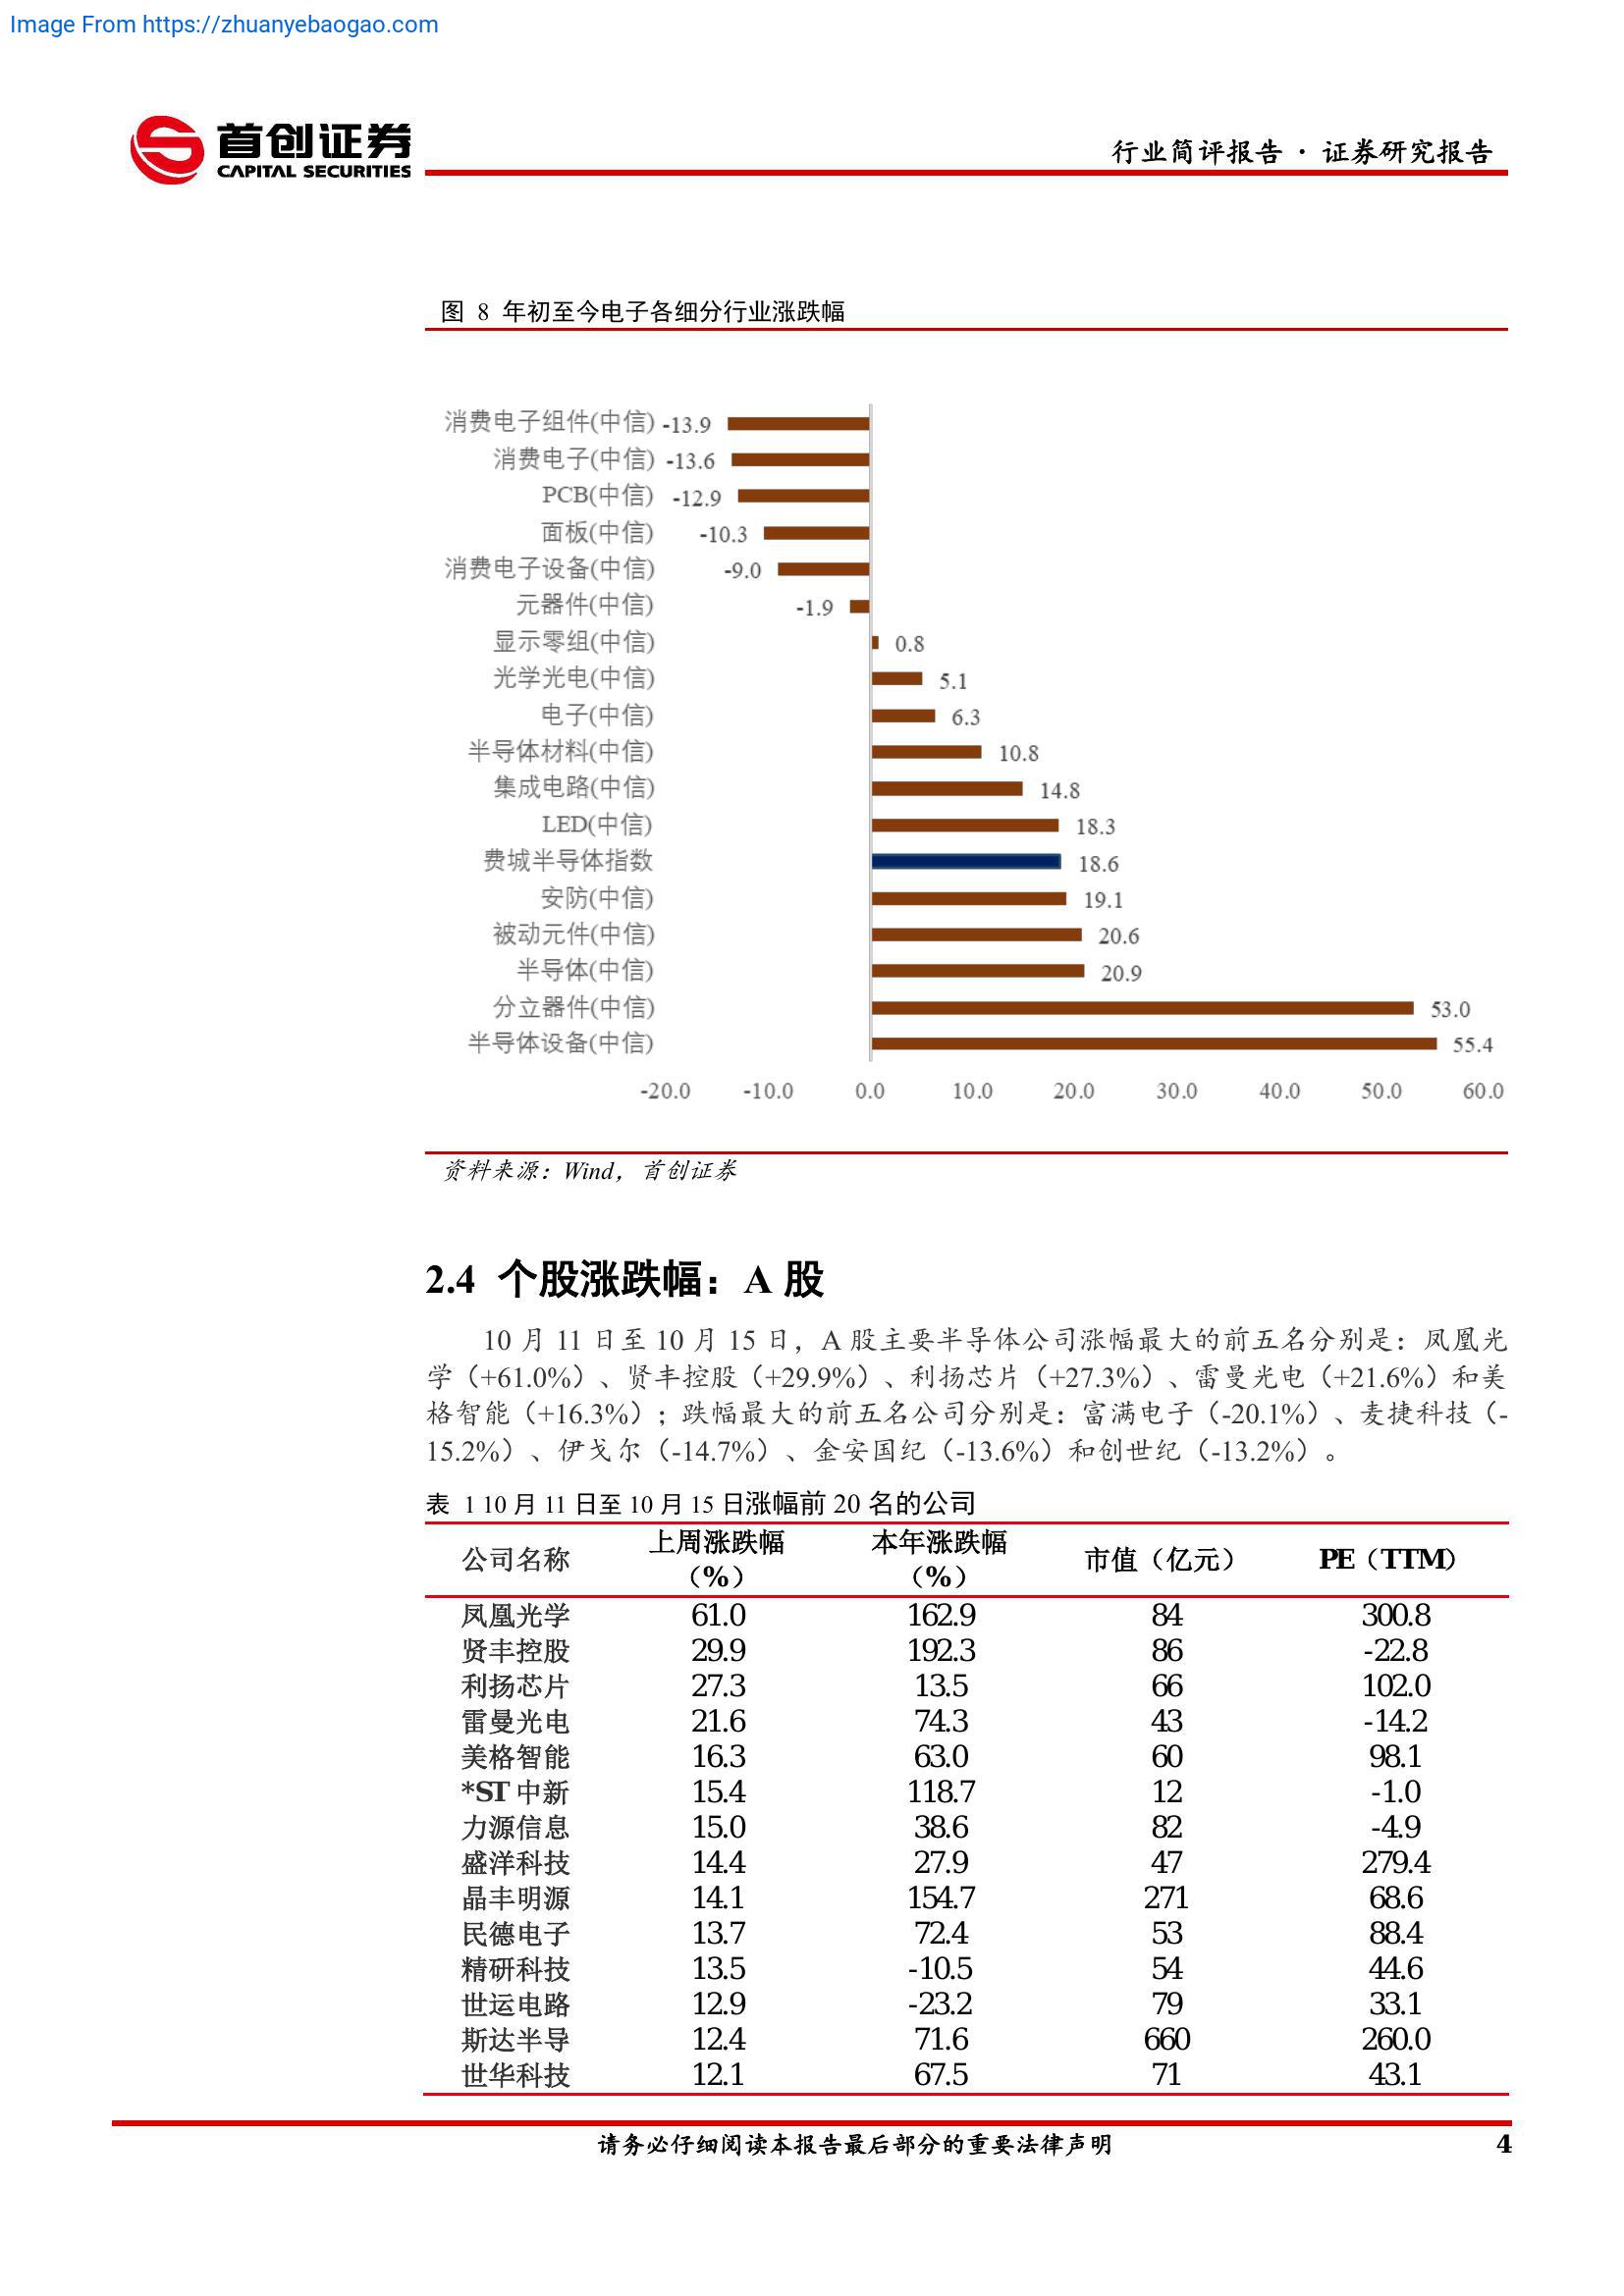 Image From https://zhuanyebaogao.com
首创证券
CAPITAL SECURITIES
行业简评报告 · 证券研究报告
图 8 年初至今电子各细分行业涨跌幅
消费电子组件(中信) -13.9
消费电子(中信) -13.6
PCB(中信) -12.9
面板(中信) -10.3
消费电子设备(中信) -9.0
元器件(中信) -1.9
显示零组(中信) 0.8
光学光电(中信) 5.1
电子(中信) 6.3
半导体材料(中信) 10.8
集成电路(中信) 14.8
LED(中信) 18.3
费城半导体指数 18.6
安防(中信) 19.1
被动元件(中信) 20.6
半导体(中信) 20.9
分立器件(中信) 53.0
半导体设备(中信) 55.4
-20.0 -10.0 0.0 10.0 20.0 30.0 40.0 50.0 60.0
资料来源：Wind，首创证券
2.4 个股涨跌幅：A 股
10 月 11 日至 10 月 15 日，A 股主要半导体公司涨幅最大的前五名分别是：凤凰光
学（+61.0%）、贤丰控股（+29.9%）、利扬芯片（+27.3%）、雷曼光电（+21.6%）和美
格智能（+16.3%）；跌幅最大的前五名公司分别是：富满电子（-20.1%）、麦捷科技（-
15.2%）、伊戈尔（-14.7%）、金安国纪（-13.6%）和创世纪（-13.2%）。
表 1 10 月 11 日至 10 月 15 日涨幅前 20 名的公司
公司名称 上周涨跌幅（%） 本年涨跌幅（%） 市值（亿元） PE（TTM）
凤凰光学 61.0 162.9 84 300.8
贤丰控股 29.9 192.3 86 -22.8
利扬芯片 27.3 13.5 66 102.0
雷曼光电 21.6 74.3 43 -14.2
美格智能 16.3 63.0 60 98.1
*ST 中新 15.4 118.7 12 -1.0
力源信息 15.0 38.6 82 -4.9
盛洋科技 14.4 27.9 47 279.4
晶丰明源 14.1 154.7 271 68.6
民德电子 13.7 72.4 53 88.4
精研科技 13.5 -10.5 54 44.6
世运电路 12.9 -23.2 79 33.1
斯达半导 12.4 71.6 660 260.0
世华科技 12.1 67.5 71 43.1
请务必仔细阅读本报告最后部分的重要法律声明 4